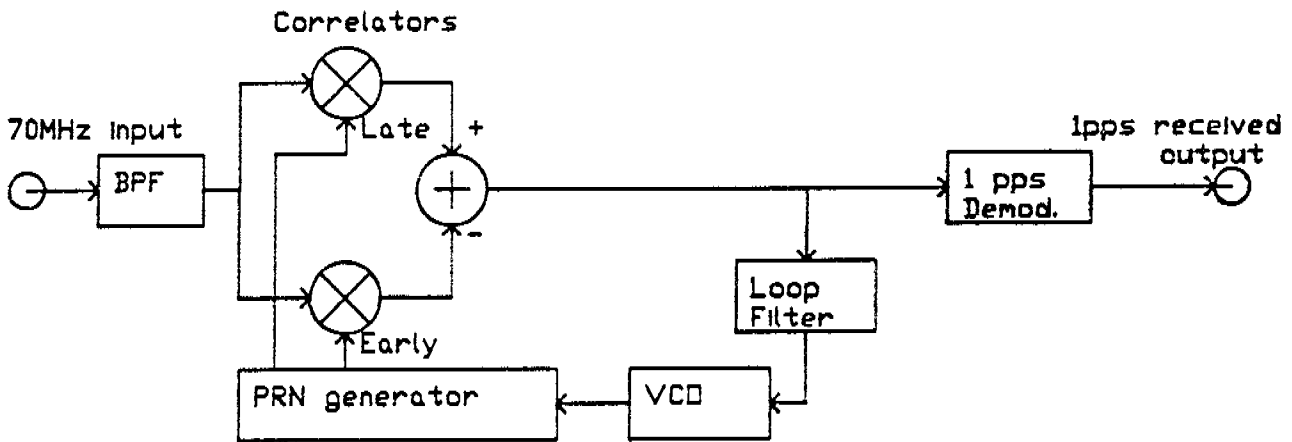 Correlators
70MHz Input
Late
+
1pps received
output
BPF
1 pps
Demod.
-
Loop
Filter
Early
PRN generator
VCO